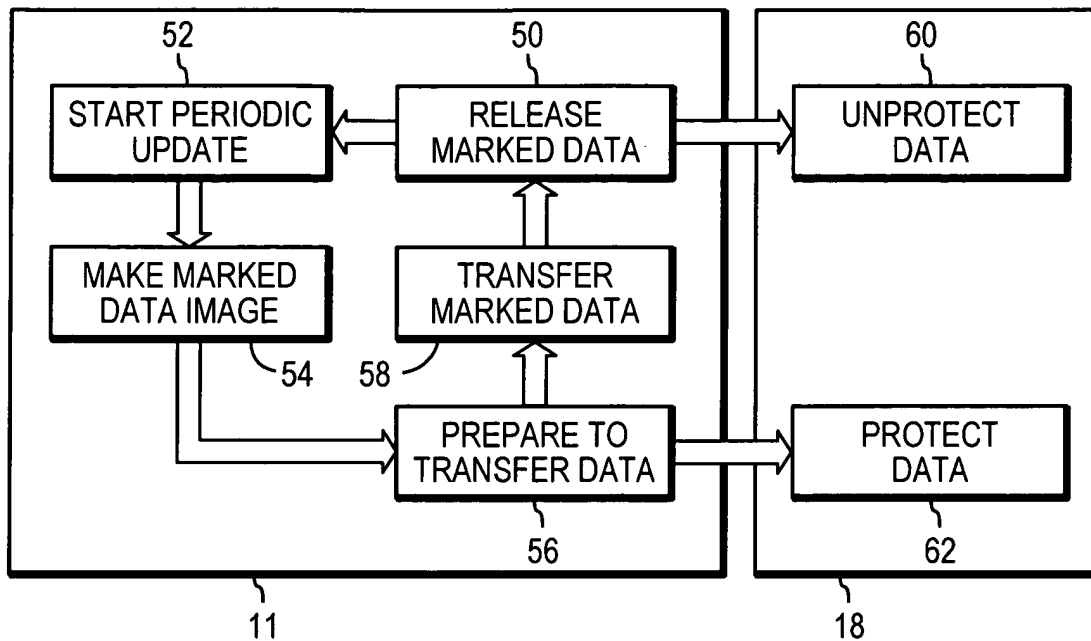 52
50
60
START PERIODIC
UPDATE
RELEASE
MARKED DATA
UNPROTECT
DATA
MAKE MARKED
DATA IMAGE
TRANSFER
MARKED DATA
54
58
PREPARE TO
TRANSFER DATA
PROTECT
DATA
56
62
11
18